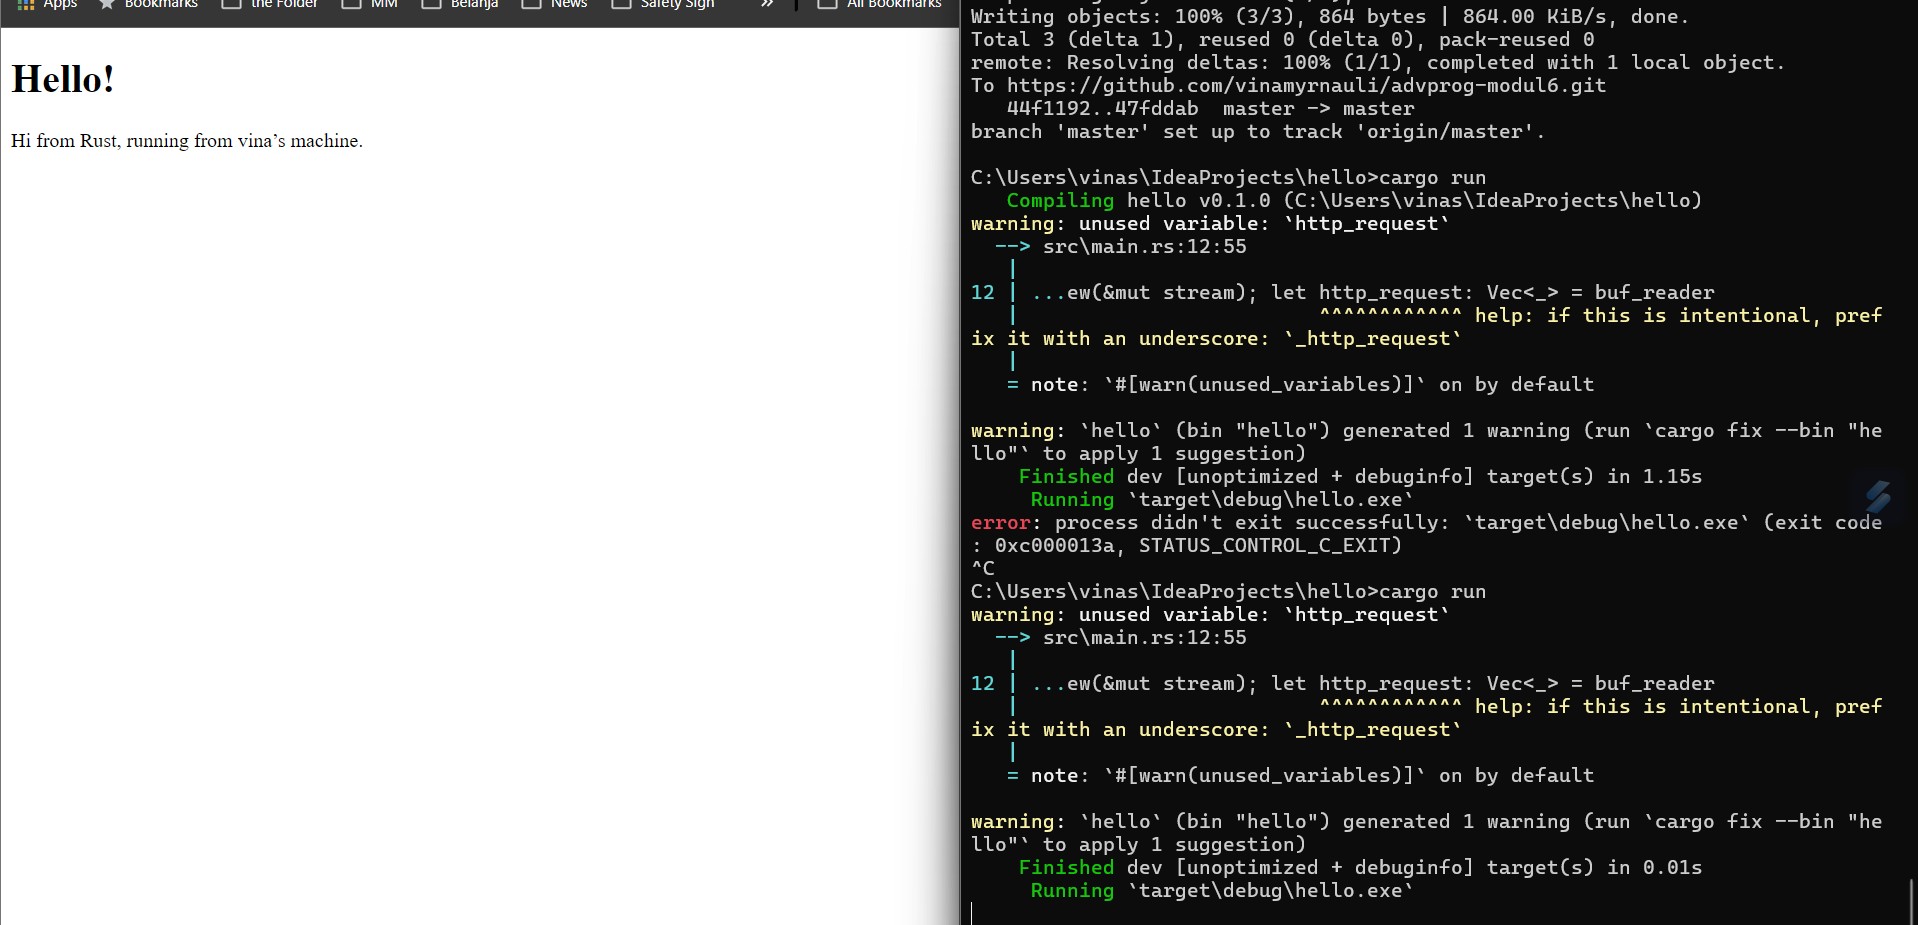 Apps Bookmarks the Folder MM Belanja News Safety Sign » All Bookmarks
Hello!
Hi from Rust, running from vina's machine.
Writing objects: 100% (3/3), 864 bytes | 864.00 KiB/s, done.
Total 3 (delta 1), reused 0 (delta 0), pack-reused 0
remote: Resolving deltas: 100% (1/1), completed with 1 local object.
To https://github.com/vinamyrnauli/advprog-modul6.git
   44f1192..47fddab  master -> master
branch 'master' set up to track 'origin/master'.
C:\Users\vinas\IdeaProjects\hello>cargo run
   Compiling hello v0.1.0 (C:\Users\vinas\IdeaProjects\hello)
warning: unused variable: `http_request`
  --> src\main.rs:12:55
   |
12 | ...ew(&mut stream); let http_request: Vec<_> = buf_reader
   |                         ^^^^^^^^^^^^ help: if this is intentional, pref
ix it with an underscore: `_http_request`
   |
   = note: `#[warn(unused_variables)]` on by default
warning: `hello` (bin "hello") generated 1 warning (run `cargo fix --bin "he
llo"` to apply 1 suggestion)
    Finished dev [unoptimized + debuginfo] target(s) in 1.15s
     Running `target\debug\hello.exe`
error: process didn't exit successfully: `target\debug\hello.exe` (exit code
: 0xc000013a, STATUS_CONTROL_C_EXIT)
^C
C:\Users\vinas\IdeaProjects\hello>cargo run
warning: unused variable: `http_request`
  --> src\main.rs:12:55
   |
12 | ...ew(&mut stream); let http_request: Vec<_> = buf_reader
   |                         ^^^^^^^^^^^^ help: if this is intentional, pref
ix it with an underscore: `_http_request`
   |
   = note: `#[warn(unused_variables)]` on by default
warning: `hello` (bin "hello") generated 1 warning (run `cargo fix --bin "he
llo"` to apply 1 suggestion)
    Finished dev [unoptimized + debuginfo] target(s) in 0.01s
     Running `target\debug\hello.exe`